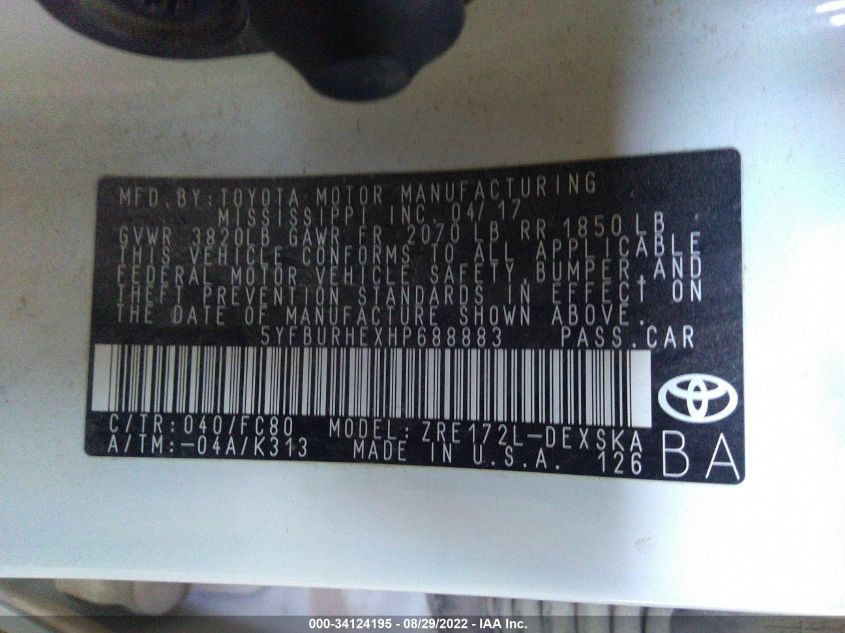 MFD.BY:TOYOTA MOTOR MANUFACTURING
MISSISSIPPI INC. 04/17
GVWR 3820LB GAWR FR 2070 LB RR 1850LB
THIS VEHICLE CONFORMS TO ALL APPLICABLE
FEDERAL MOTOR VEHICLE SAFETY,BUMPER,AND
THEFT PREVENTION STANDARDS IN EFFECT ON
THE DATE OF MANUFACTURE SHOWN ABOVE.
5YFBURHEXHP688883 PASS.CAR
C/TR:040/FC80 MODEL:ZRE172L-DEXSKA
A/TM:-04A/K313 MADE IN U.S.A. 126
BA
000-34124195 - 08/29/2022 - IAA Inc.